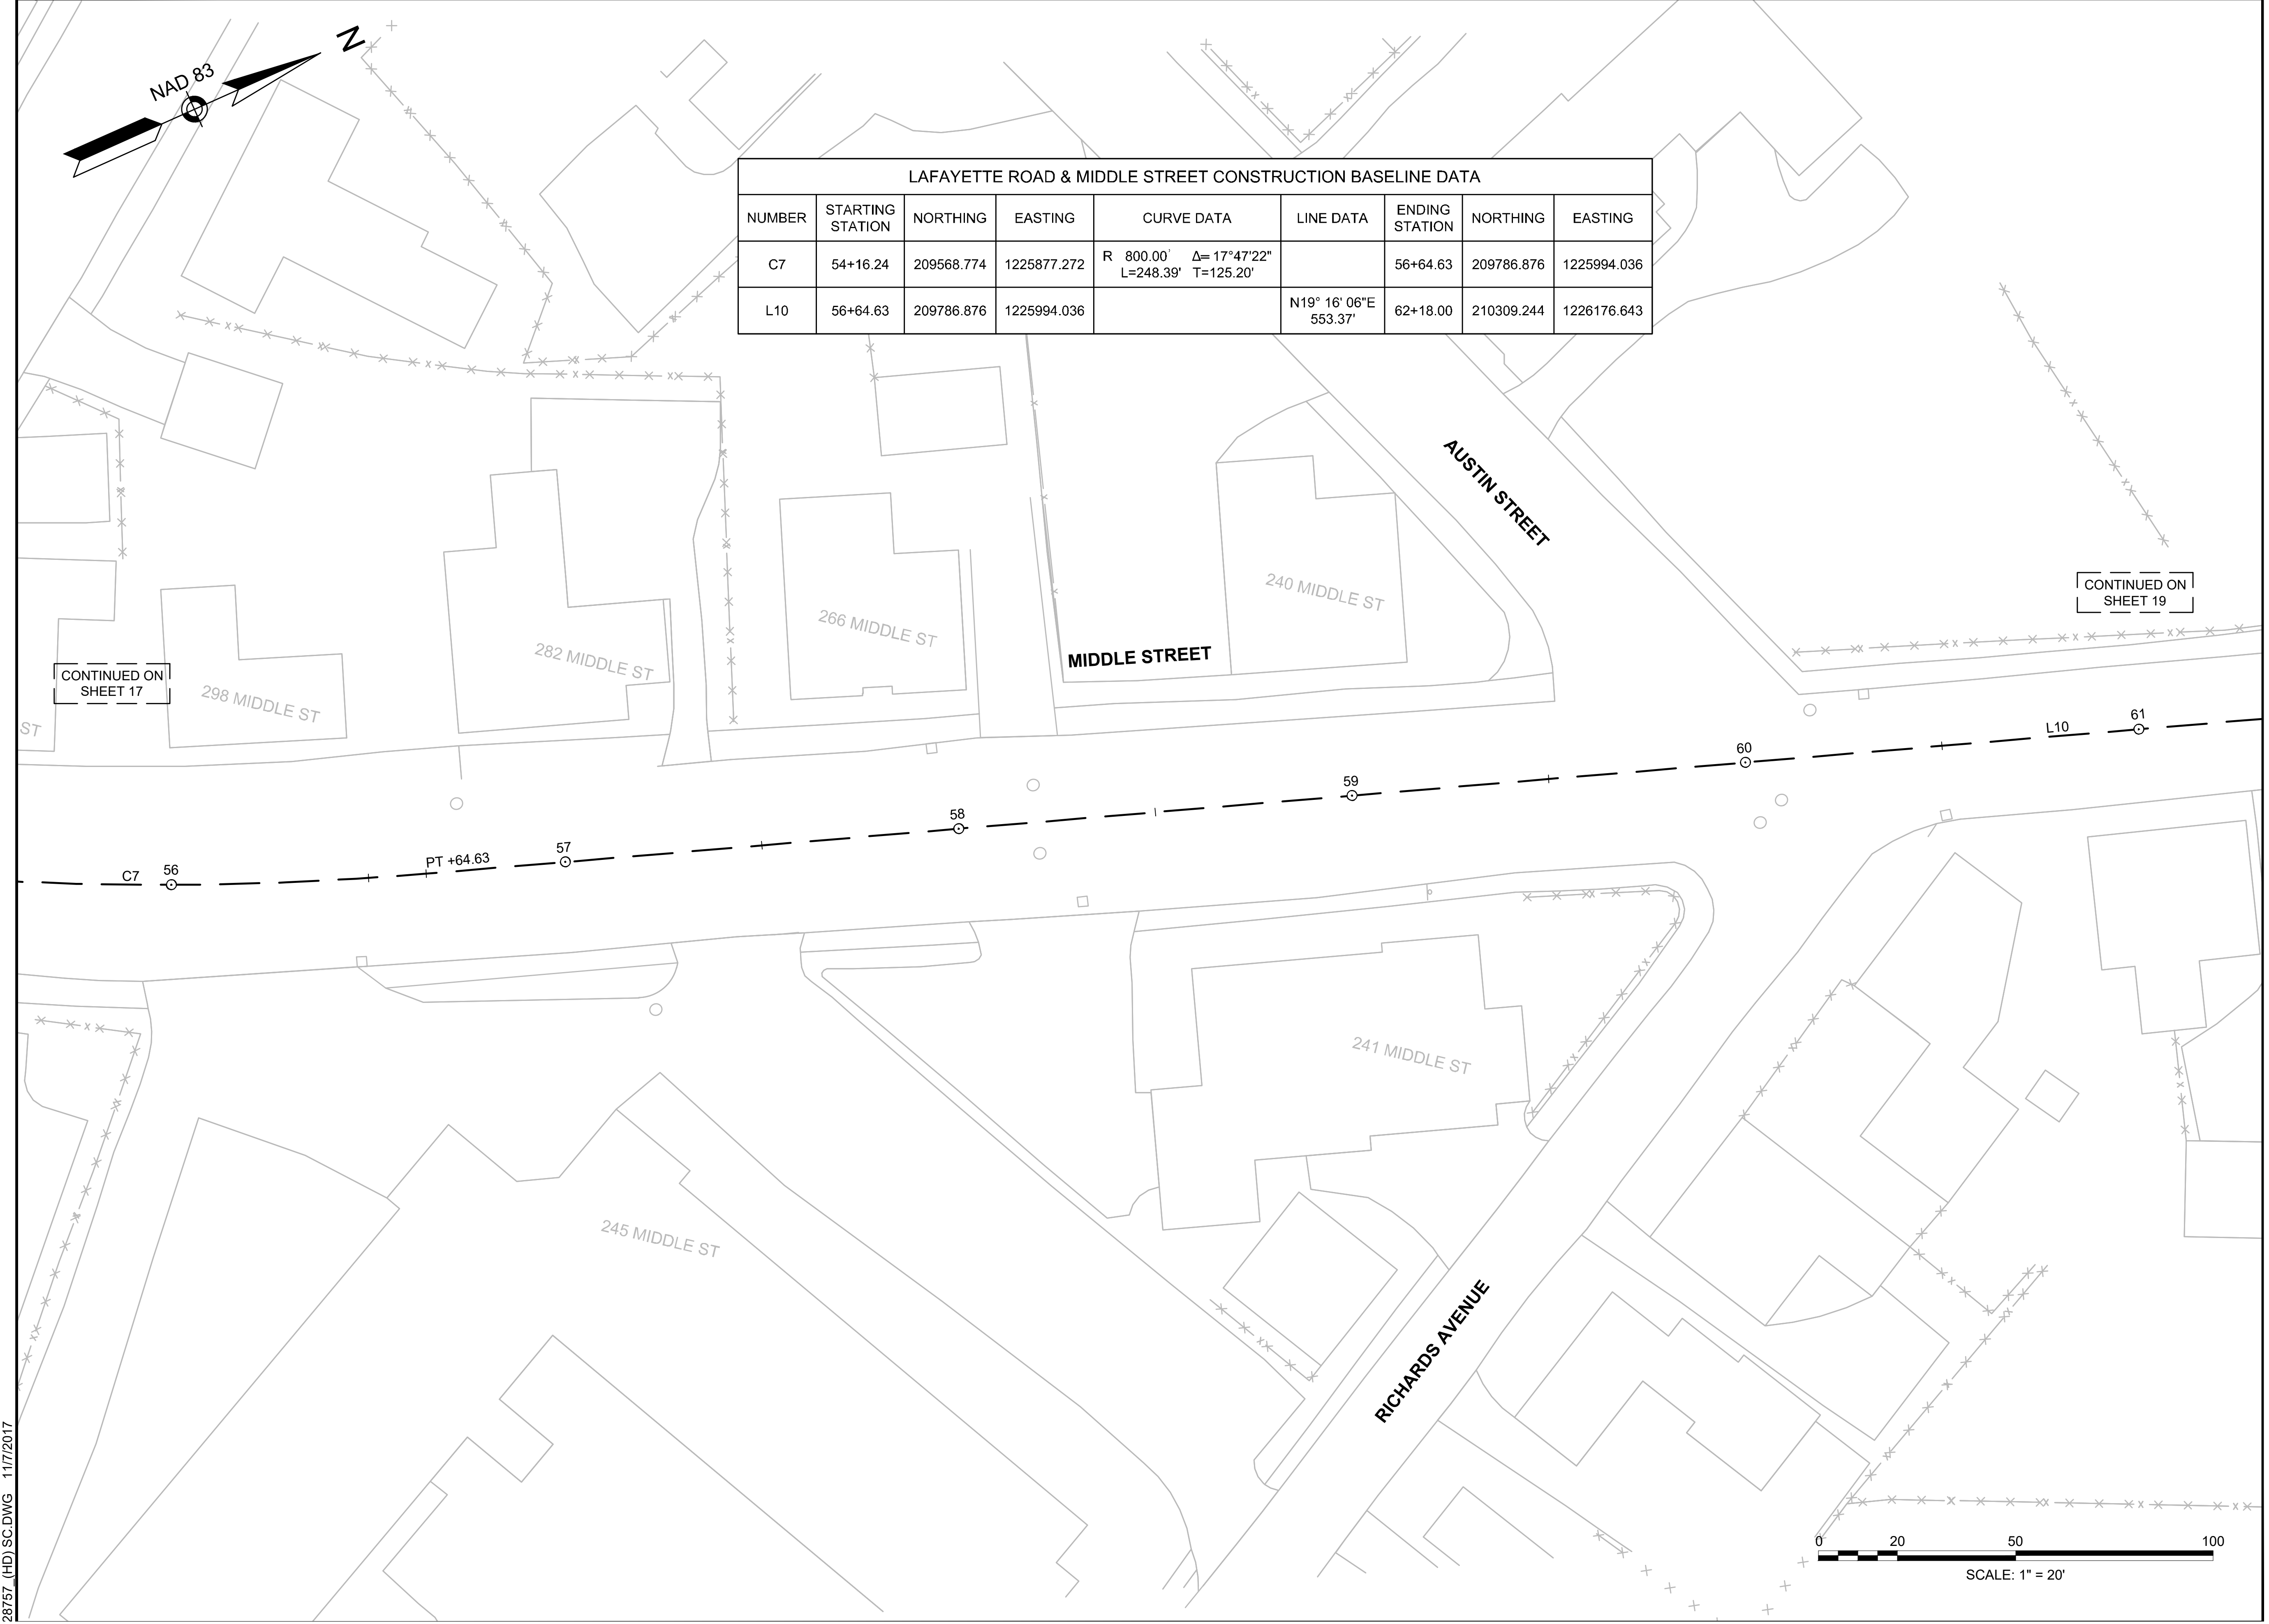 N
NAD 83
LAFAYETTE ROAD & MIDDLE STREET CONSTRUCTION BASELINE DATA
NUMBER STARTING STATION NORTHING EASTING CURVE DATA LINE DATA ENDING STATION NORTHING EASTING
C7 54+16.24 209568.774 1225877.272 R 800.00' Δ=17°47'22" L=248.39' T=125.20' 56+64.63 209786.876 1225994.036
L10 56+64.63 209786.876 1225994.036 N19° 16' 06"E 553.37' 62+18.00 210309.244 1226176.643
AUSTIN STREET
CONTINUED ON
SHEET 19
240 MIDDLE ST
266 MIDDLE ST
MIDDLE STREET
282 MIDDLE ST
CONTINUED ON
SHEET 17
298 MIDDLE ST
ST
L10
61
60
59
58
57
PT +64.63
56
C7
241 MIDDLE ST
245 MIDDLE ST
RICHARDS AVENUE
0 20 50 100
SCALE: 1" = 20'
28757_(HD) SC.DWG 11/7/2017